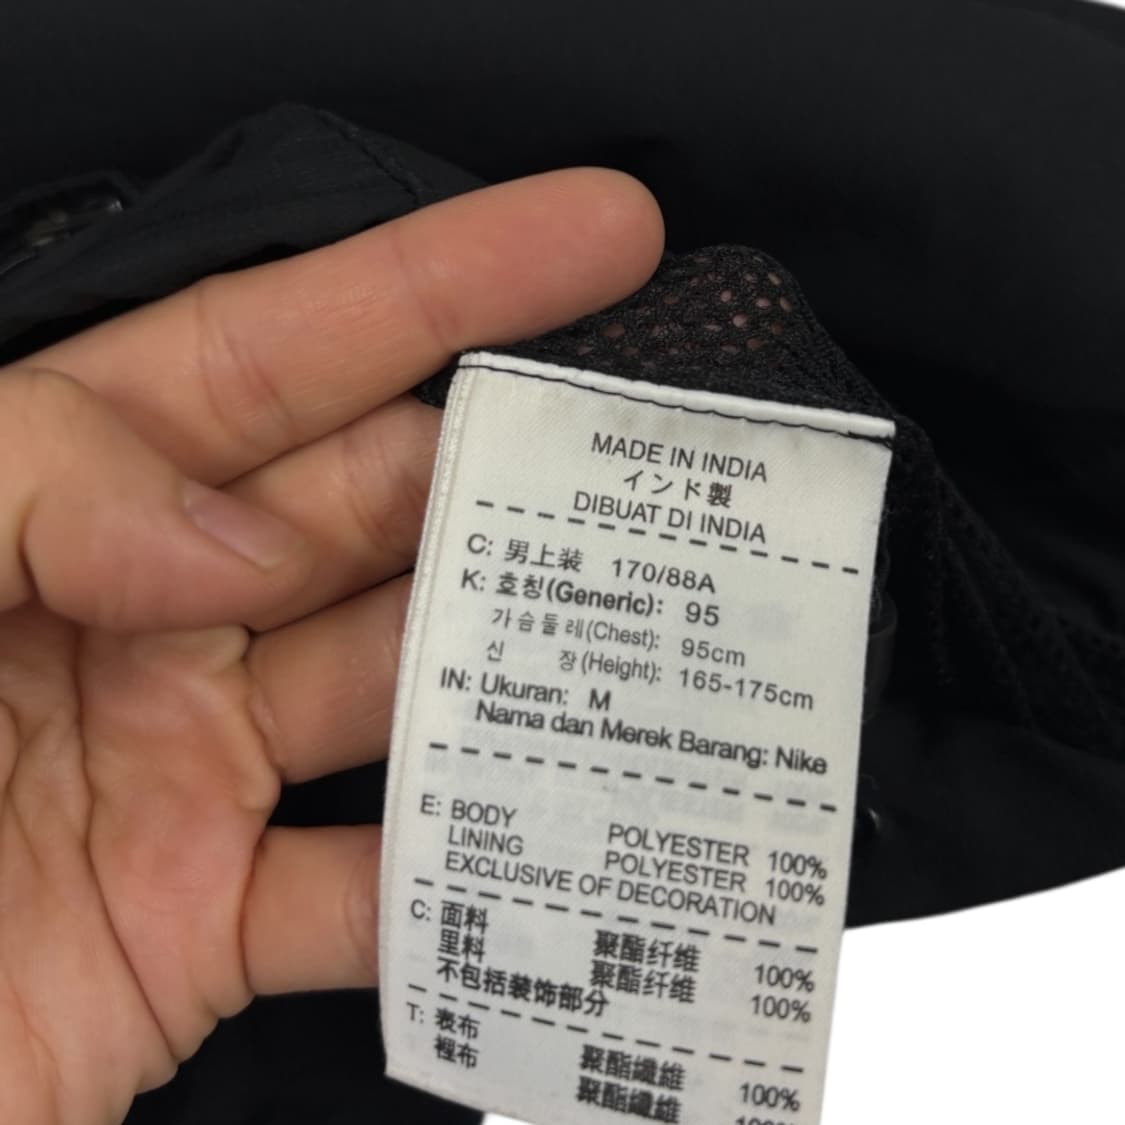 MADE IN INDIA
インド製
DIBUAT DI INDIA
C: 男上装 170/88A
K: 호칭(Generic): 95
가슴둘레(Chest): 95cm
신 장(Height): 165-175cm
IN: Ukuran: M
Nama dan Merek Barang: Nike
E: BODY POLYESTER 100%
LINING POLYESTER 100%
EXCLUSIVE OF DECORATION
C: 面料 聚酯纤维 100%
里料 聚酯纤维 100%
不包括装饰部分
T: 表布 聚酯纖維 100%
裡布 聚酯纖維 100%